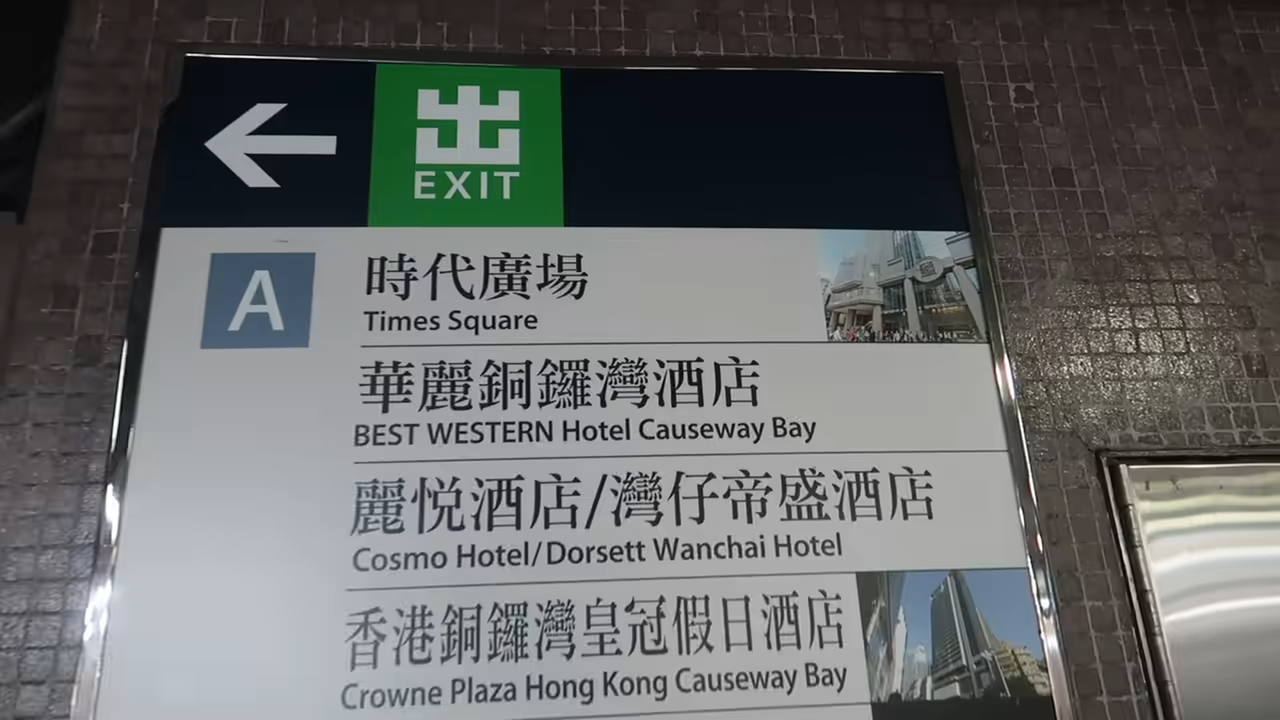 出
EXIT
A
時代廣場
Times Square
華麗銅鑼灣酒店
BEST WESTERN Hotel Causeway Bay
麗悅酒店/灣仔帝盛酒店
Cosmo Hotel/Dorsett Wanchai Hotel
香港銅鑼灣皇冠假日酒店
Crowne Plaza Hong Kong Causeway Bay